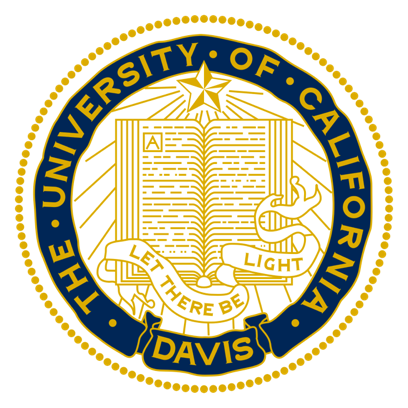 · THE · UNIVERSITY · OF · CALIFORNIA ·
A
LET THERE BE LIGHT
DAVIS